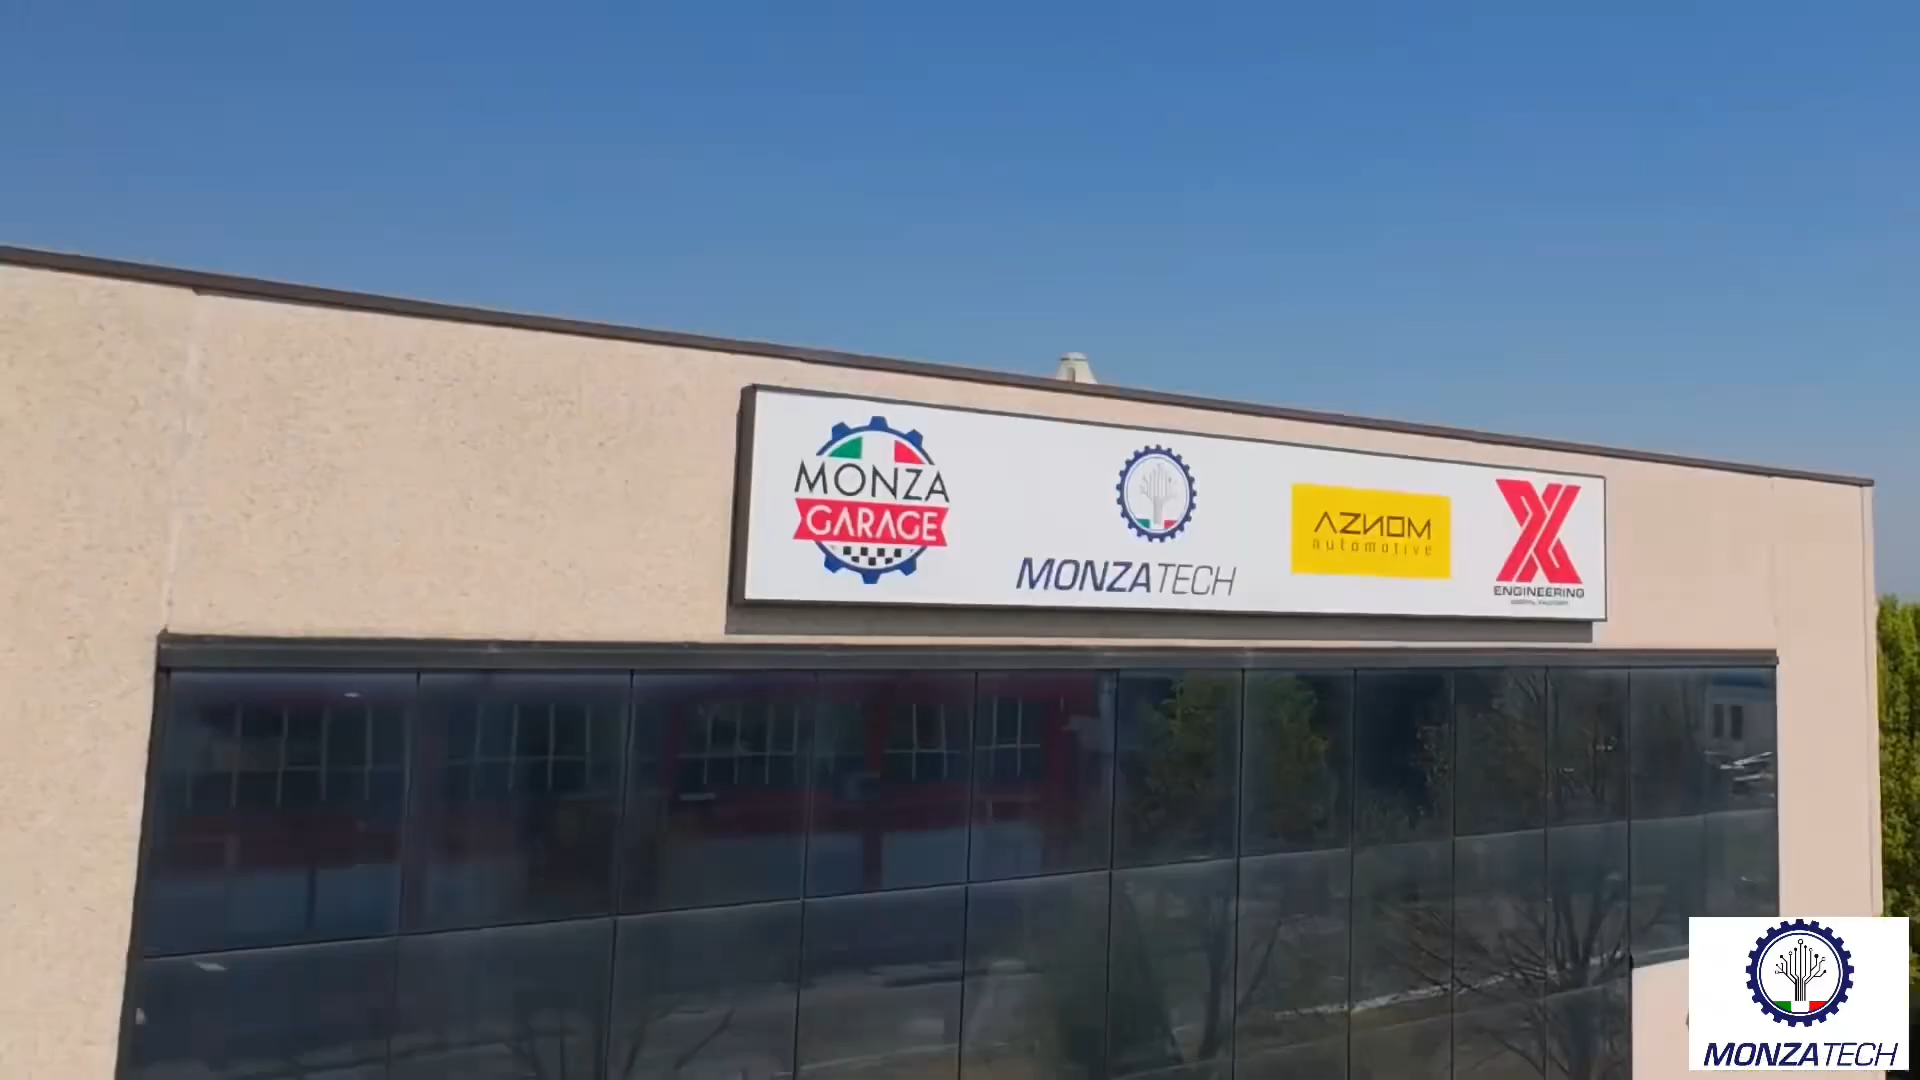 MONZA
GARAGE
MONZATECH
AZNOM
automotive
ENGINEERING
MONZATECH